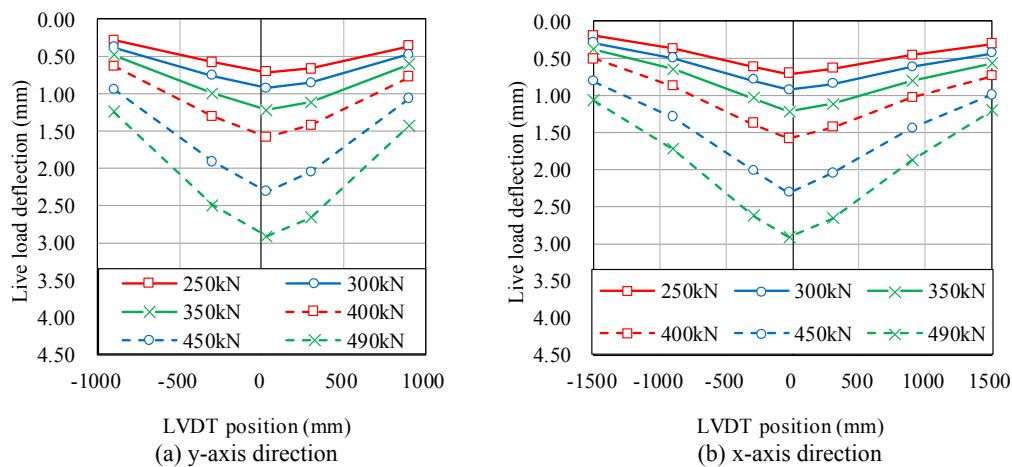 0.00
0.50
1.00
1.50
2.00
2.50
3.00
3.50
4.00
4.50
Live load deflection (mm)
250kN 300kN
350kN 400kN
450kN 490kN
-1000 -500 0 500 1000
LVDT position (mm)
(a) y-axis direction
0.00
0.50
1.00
1.50
2.00
2.50
3.00
3.50
4.00
4.50
Live load deflection (mm)
250kN 300kN 350kN
400kN 450kN 490kN
-1500 -1000 -500 0 500 1000 1500
LVDT position (mm)
(b) x-axis direction